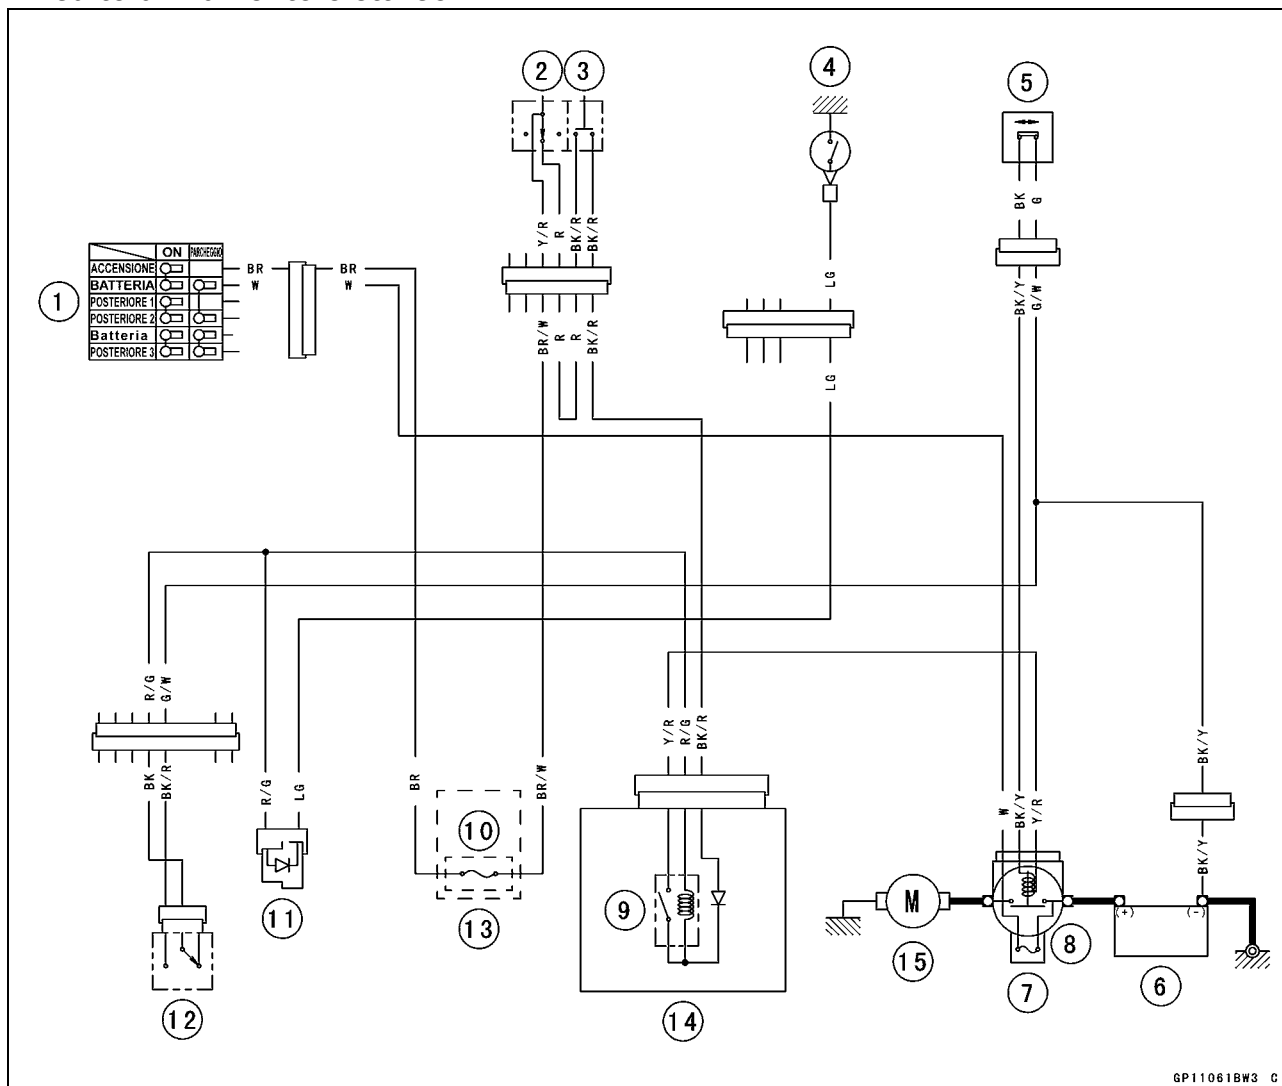 2 3
4
5
Y/R R BK/R BK/R
BK G
ON PARCHEGGIO
ACCENSIONE BR BR
BATTERIA W W
1
POSTERIORE 1
POSTERIORE 2
Batteria
POSTERIORE 3
LG
BK/Y G/W
BR/W R R BK/R
LG
R/G G/W
Y/R R/G BK/R
BK BK/R
R/G LG
BR BR/W
W BK/Y Y/R
BK/Y
BK/Y
10
11
13
9
M
(+) (-)
15
8
7
6
12
14
GP11061BW3 C